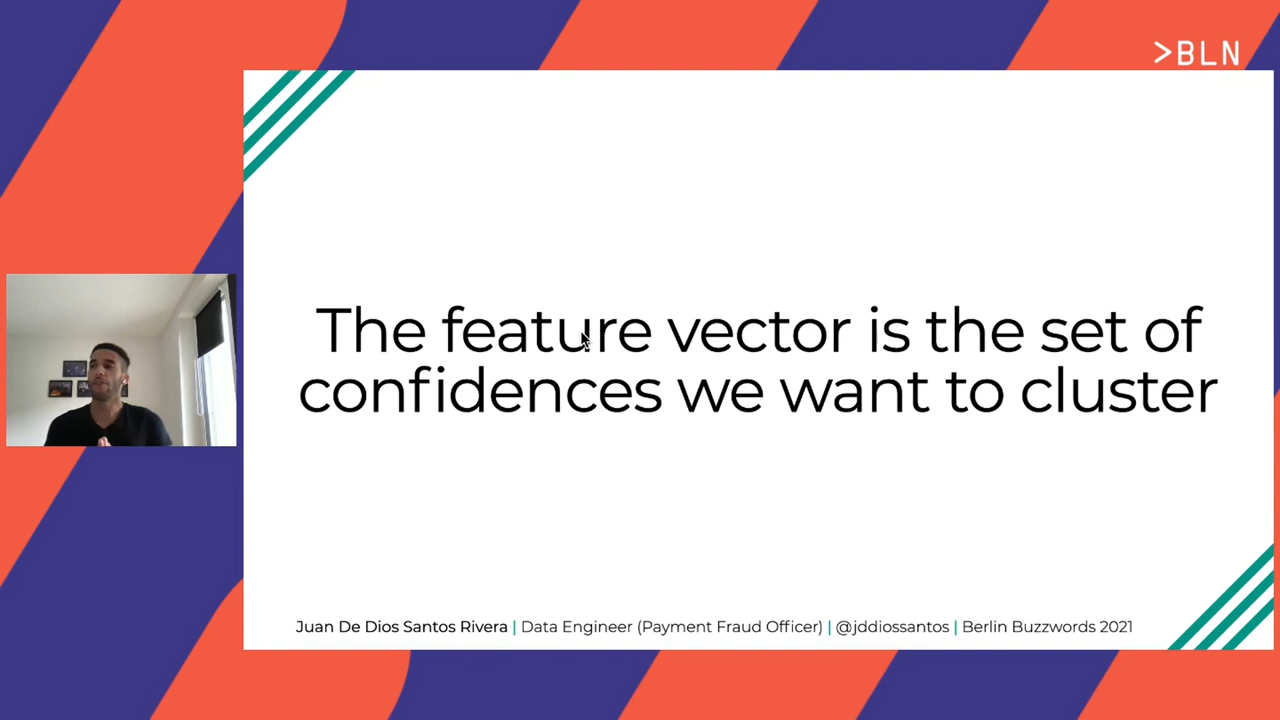 >BLN
The feature vector is the set of
confidences we want to cluster
Juan De Dios Santos Rivera | Data Engineer (Payment Fraud Officer) | @jddiossantos | Berlin Buzzwords 2021